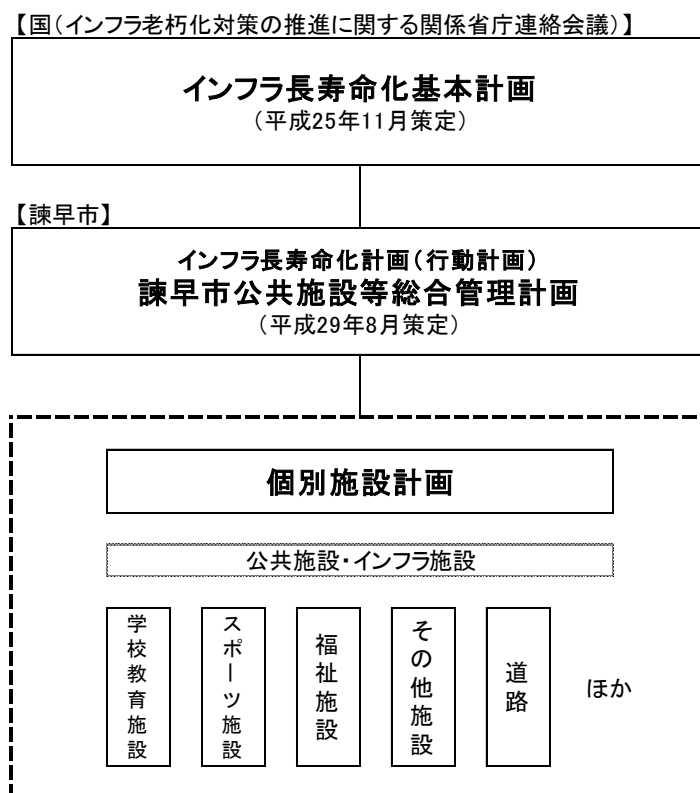 【国（インフラ老朽化対策の推進に関する関係省庁連絡会議）】
インフラ長寿命化基本計画
（平成25年11月策定）
【諫早市】
インフラ長寿命化計画（行動計画）
諫早市公共施設等総合管理計画
（平成29年8月策定）
個別施設計画
公共施設・インフラ施設
学校教育施設
スポーツ施設
福祉施設
その他施設
道路
ほか